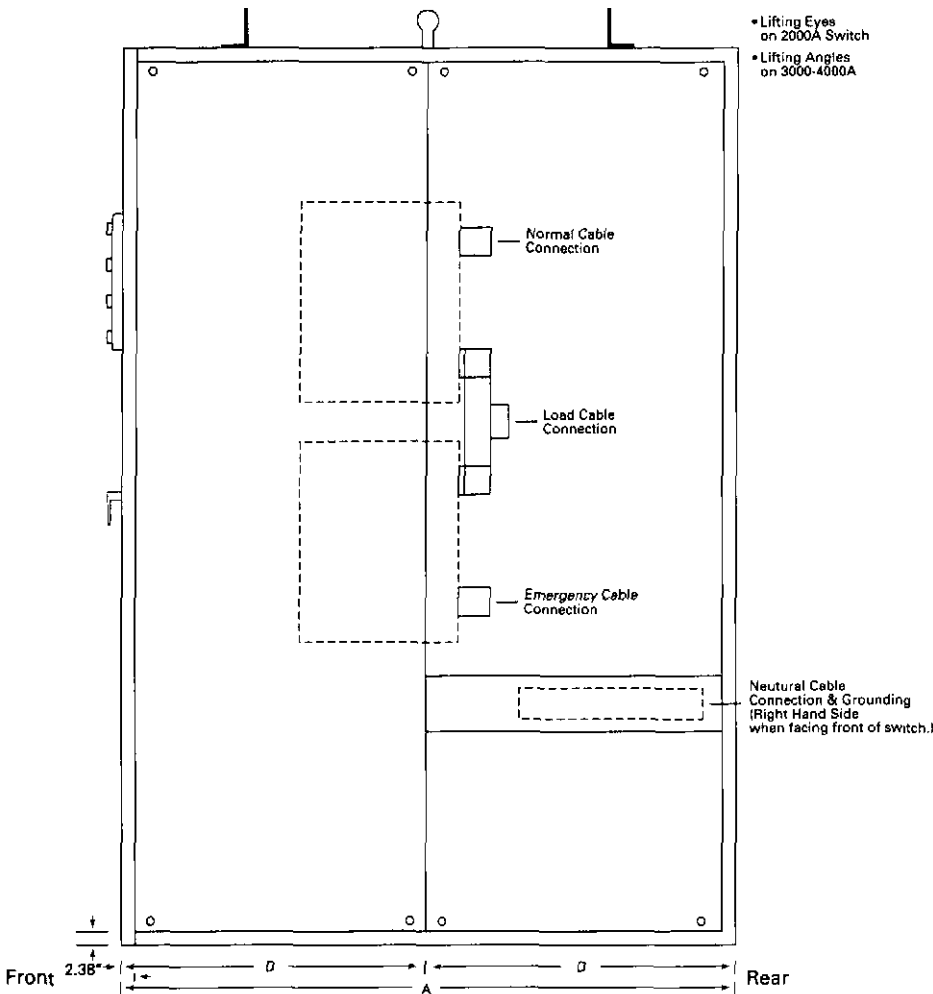 • Lifting Eyes
on 2000A Switch
• Lifting Angles
on 3000-4000A
Normal Cable
Connection
Load Cable
Connection
Emergency Cable
Connection
Neutural Cable
Connection & Grounding
(Right Hand Side
when facing front of switch.)
Front
2.38"
D
D
Rear
A